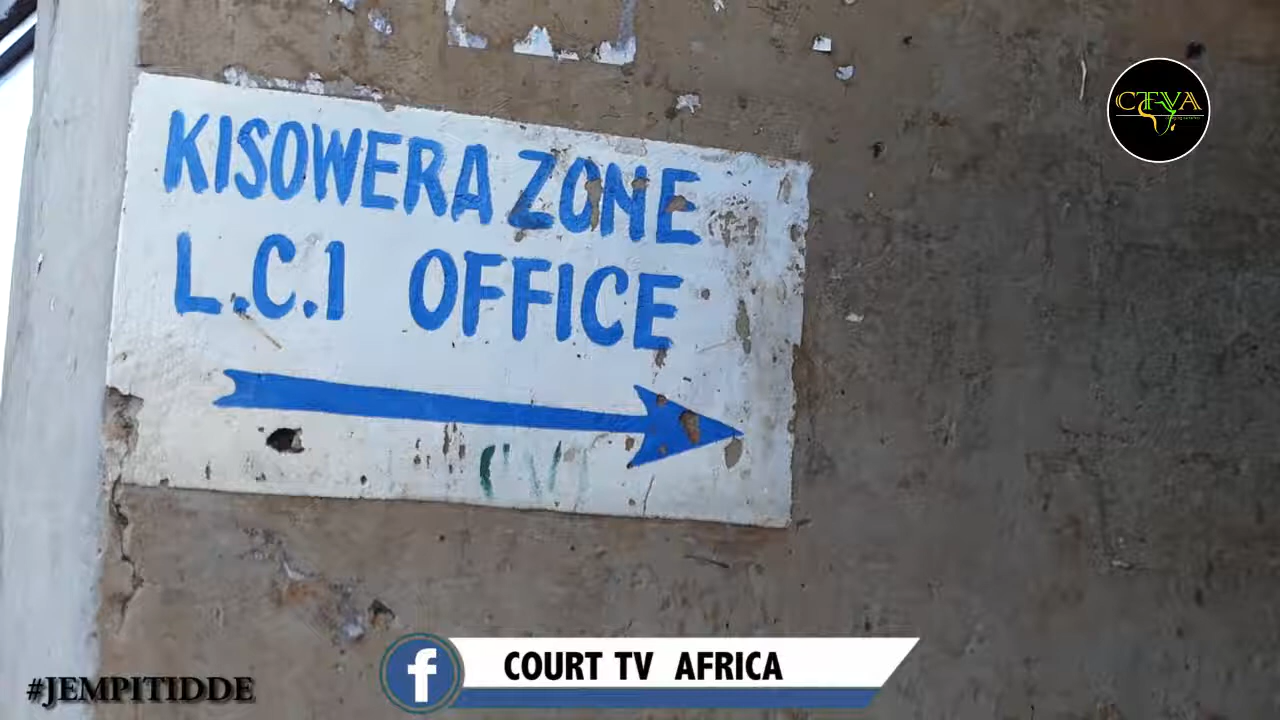 CTVA
KISOWERA ZONE
L.C.1 OFFICE
COURT TV AFRICA
#JEMPITIDDE